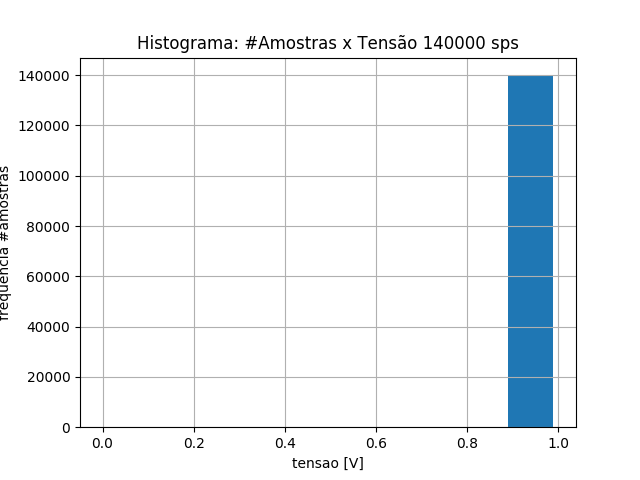 Histograma: #Amostras x Tensão 140000 sps
140000
120000
100000
80000
60000
40000
20000
0
frequencia #amostras
0.0 0.2 0.4 0.6 0.8 1.0
tensao [V]